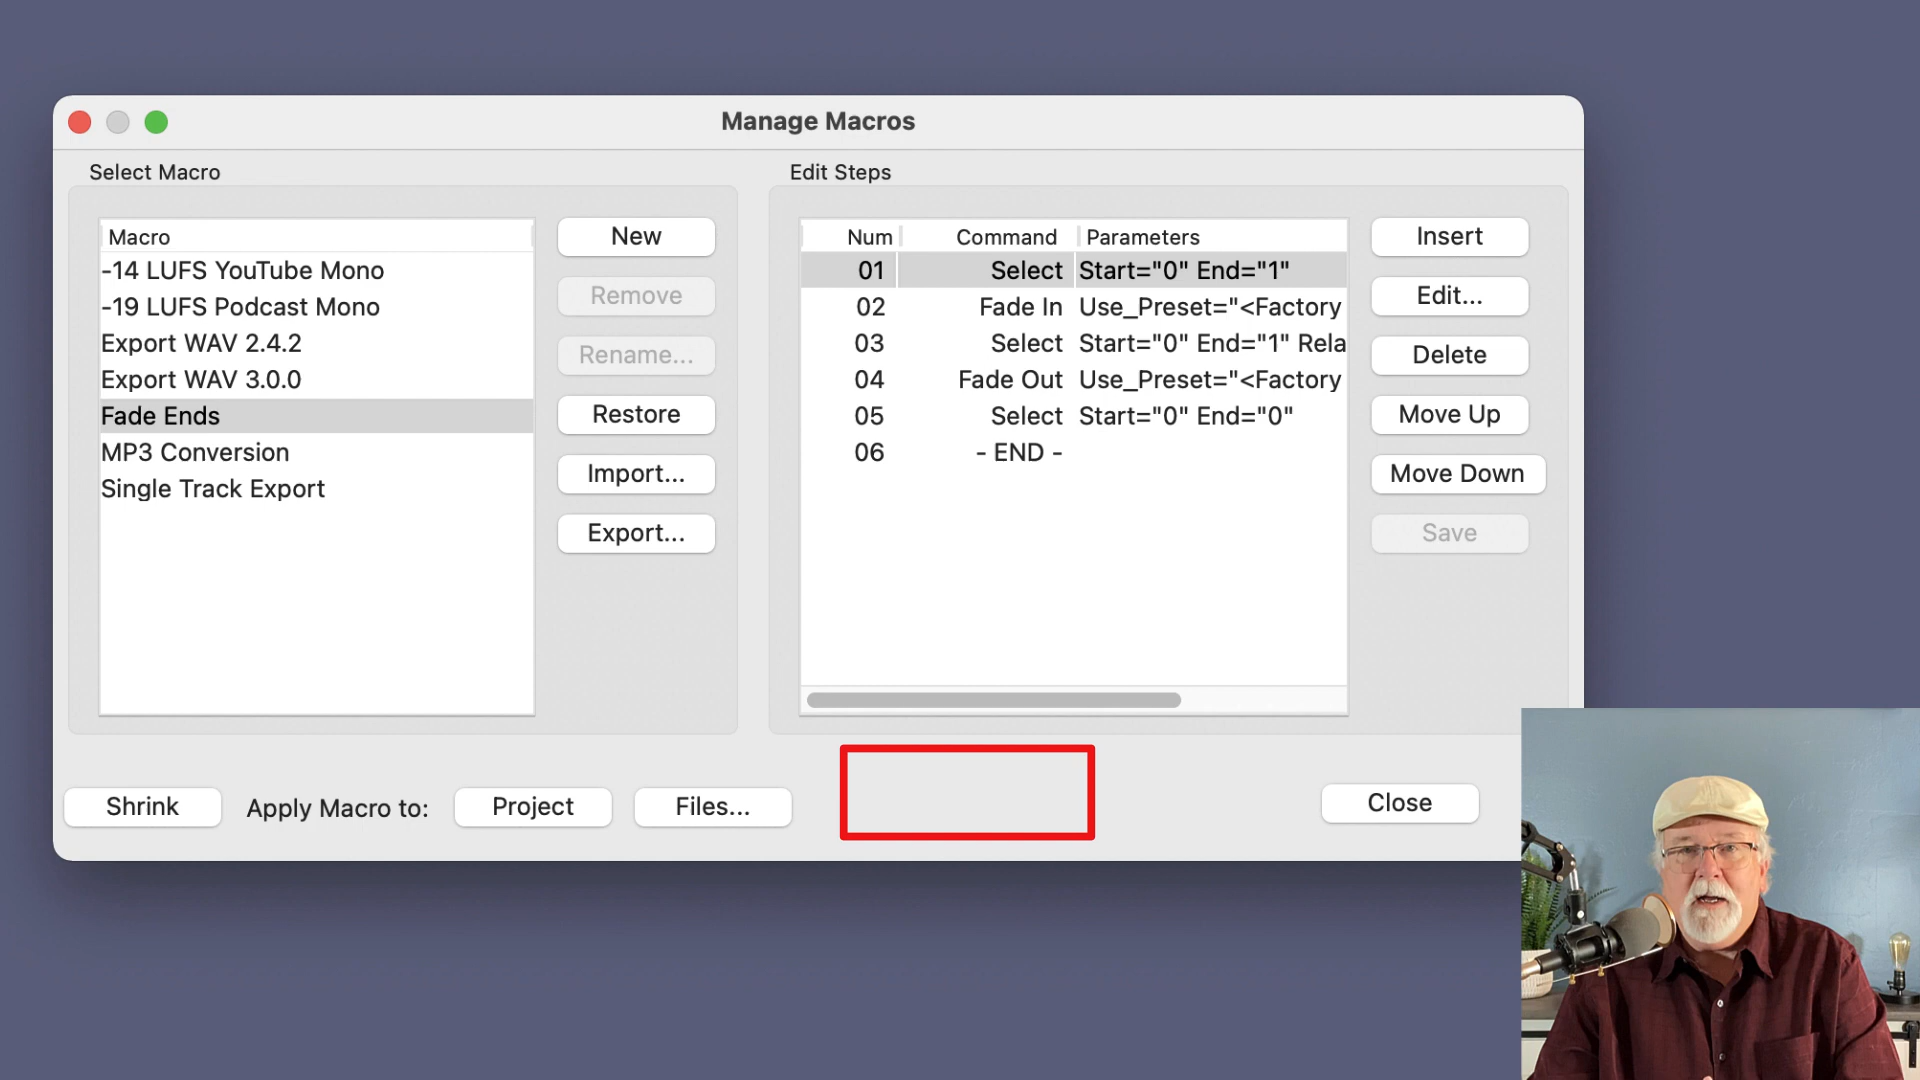 Manage Macros
Select Macro
Macro
-14 LUFS YouTube Mono
-19 LUFS Podcast Mono
Export WAV 2.4.2
Export WAV 3.0.0
Fade Ends
MP3 Conversion
Single Track Export
New
Remove
Rename...
Restore
Import...
Export...
Edit Steps
Num Command Parameters
01 Select Start="0" End="1"
02 Fade In Use_Preset="<Factory
03 Select Start="0" End="1" Rela
04 Fade Out Use_Preset="<Factory
05 Select Start="0" End="0"
06 - END -
Insert
Edit...
Delete
Move Up
Move Down
Save
Shrink Apply Macro to: Project Files... Close